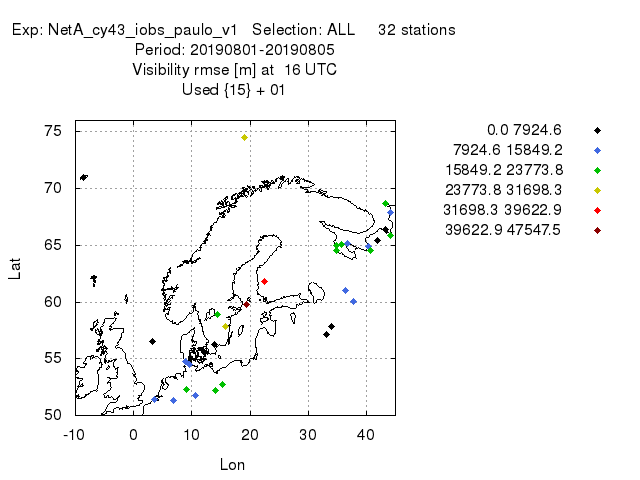 Exp: NetA_cy43_iobs_paulo_v1 Selection: ALL 32 stations
Period: 20190801-20190805
Visibility rmse [m] at 16 UTC
Used {15} + 01
0.0 7924.6
7924.6 15849.2
15849.2 23773.8
23773.8 31698.3
31698.3 39622.9
39622.9 47547.5
Lat
75
70
65
60
55
50
-10 0 10 20 30 40
Lon